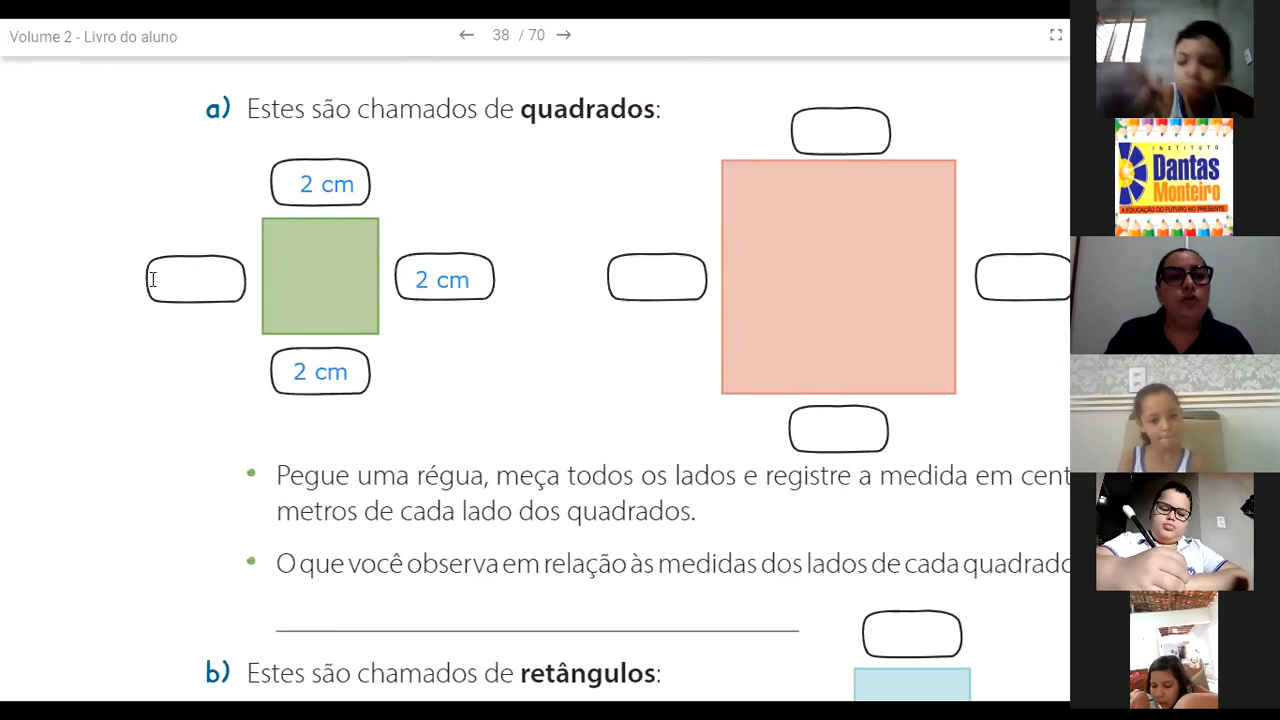 Volume 2 - Livro do aluno
38 / 70
a) Estes são chamados de quadrados:
2 cm
2 cm
2 cm
Pegue uma régua, meça todos os lados e registre a medida em cent
metros de cada lado dos quadrados.
O que você observa em relação às medidas dos lados de cada quadrado
b) Estes são chamados de retângulos:
INSTITUTO
Dantas
Monteiro
A EDUCAÇÃO DO FUTURO NO PRESENTE